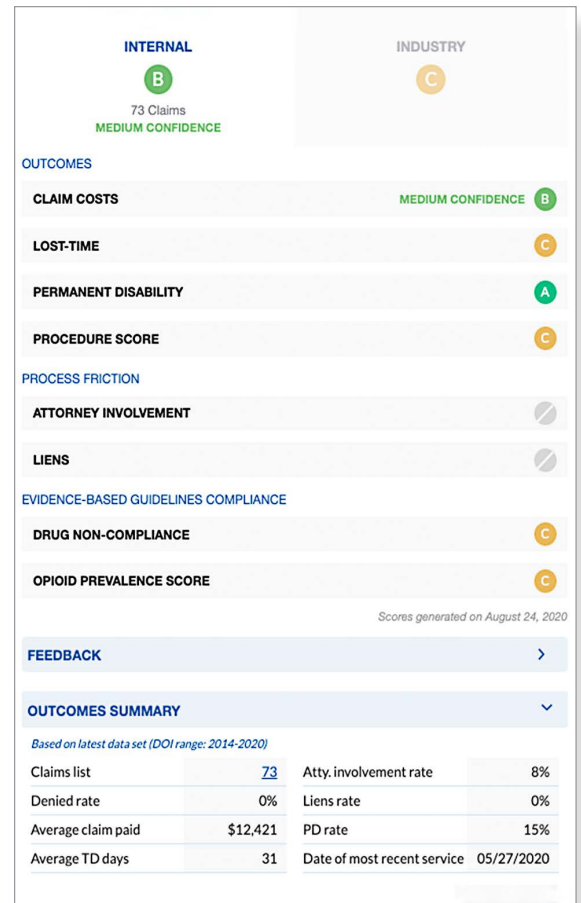 INTERNAL
INDUSTRY
B
C
73 Claims
MEDIUM CONFIDENCE
OUTCOMES
CLAIM COSTS MEDIUM CONFIDENCE B
LOST-TIME C
PERMANENT DISABILITY A
PROCEDURE SCORE C
PROCESS FRICTION
ATTORNEY INVOLVEMENT
LIENS
EVIDENCE-BASED GUIDELINES COMPLIANCE
DRUG NON-COMPLIANCE C
OPIOID PREVALENCE SCORE C
Scores generated on August 24, 2020
FEEDBACK
OUTCOMES SUMMARY
Based on latest data set (DOI range: 2014-2020)
Claims list 73 Atty. involvement rate 8%
Denied rate 0% Liens rate 0%
Average claim paid $12,421 PD rate 15%
Average TD days 31 Date of most recent service 05/27/2020